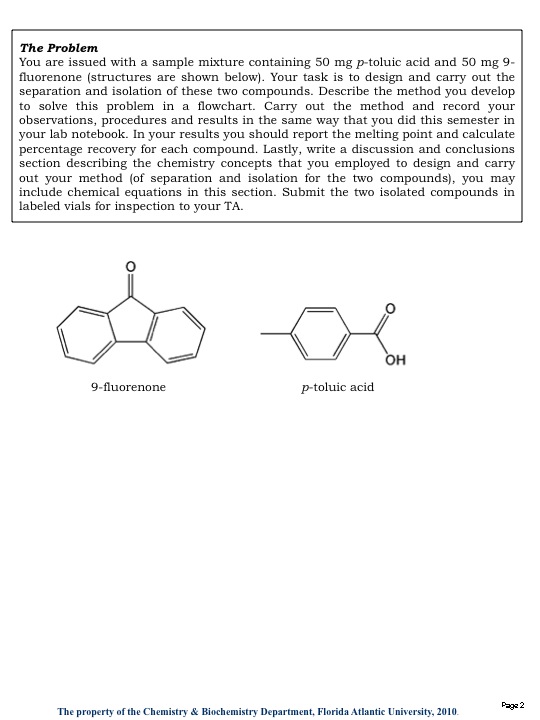 The Problem
You are issued with a sample mixture containing 50 mg p-toluic acid and 50 mg 9-
fluorenone (structures are shown below). Your task is to design and carry out the
separation and isolation of these two compounds. Describe the method you develop
to solve this problem in a flowchart. Carry out the method and record your
observations, procedures and results in the same way that you did this semester in
your lab notebook. In your results you should report the melting point and calculate
percentage recovery for each compound. Lastly, write a discussion and conclusions
section describing the chemistry concepts that you employed to design and carry
out your method (of separation and isolation for the two compounds), you may
include chemical equations in this section. Submit the two isolated compounds in
labeled vials for inspection to your TA.
O
O
OH
9-fluorenone
p-toluic acid
Page 2
The property of the Chemistry & Biochemistry Department, Florida Atlantic University, 2010.